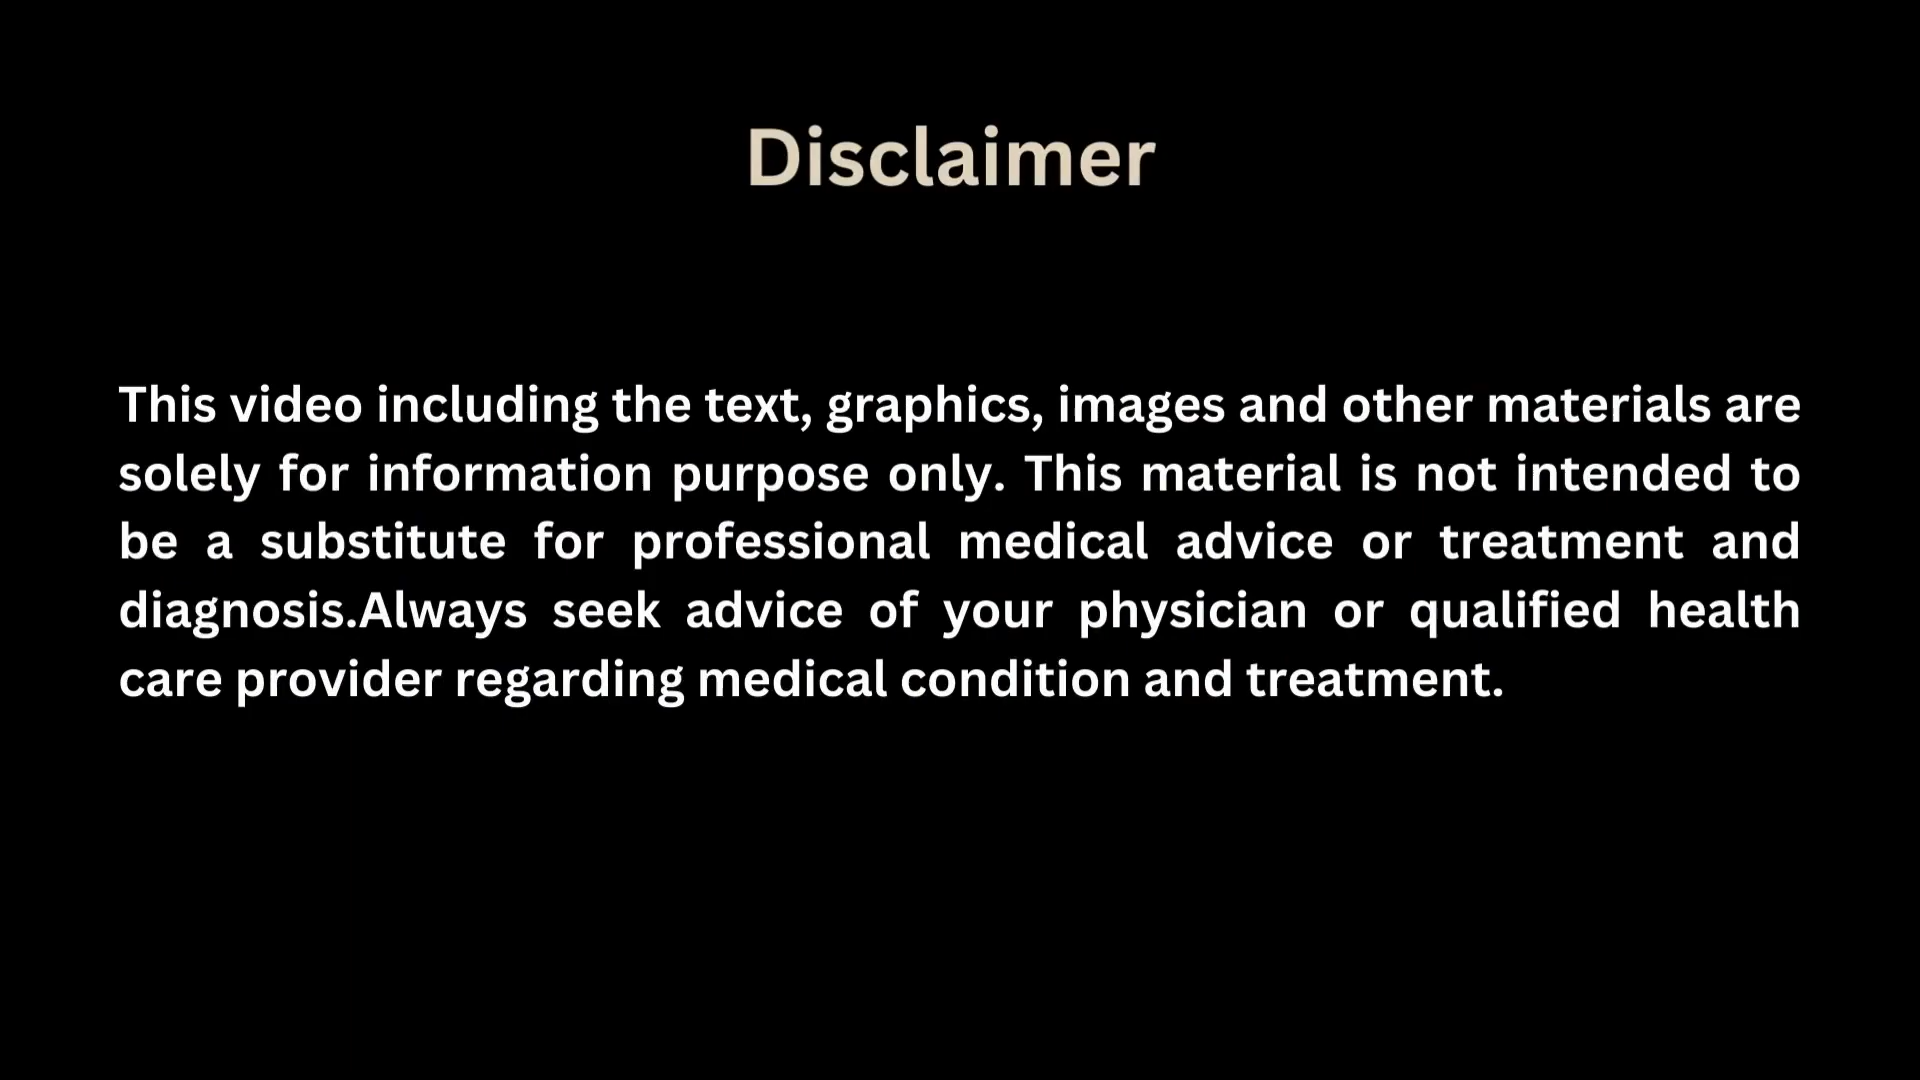 Disclaimer
This video including the text, graphics, images and other materials are
solely for information purpose only. This material is not intended to
be a substitute for professional medical advice or treatment and
diagnosis.Always seek advice of your physician or qualified health
care provider regarding medical condition and treatment.